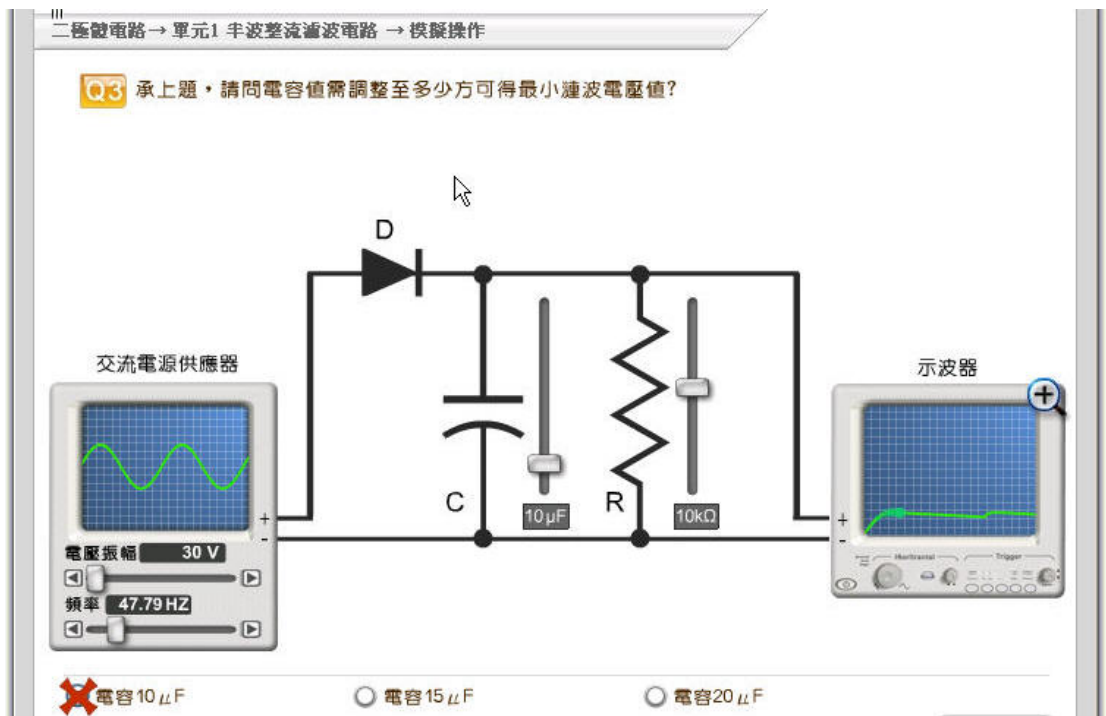 二極體電路→ 單元1 半波整流濾波電路 → 模擬操作
Q3 承上題，請問電容值需調整至多少方可得最小漣波電壓值?
D
交流電源供應器
示波器
C
10μF
R
10kΩ
+
-
+
-
電壓振幅 30 V
頻率 47.79 HZ
Horizontal
Trigger
電容10μF
電容15μF
電容20μF